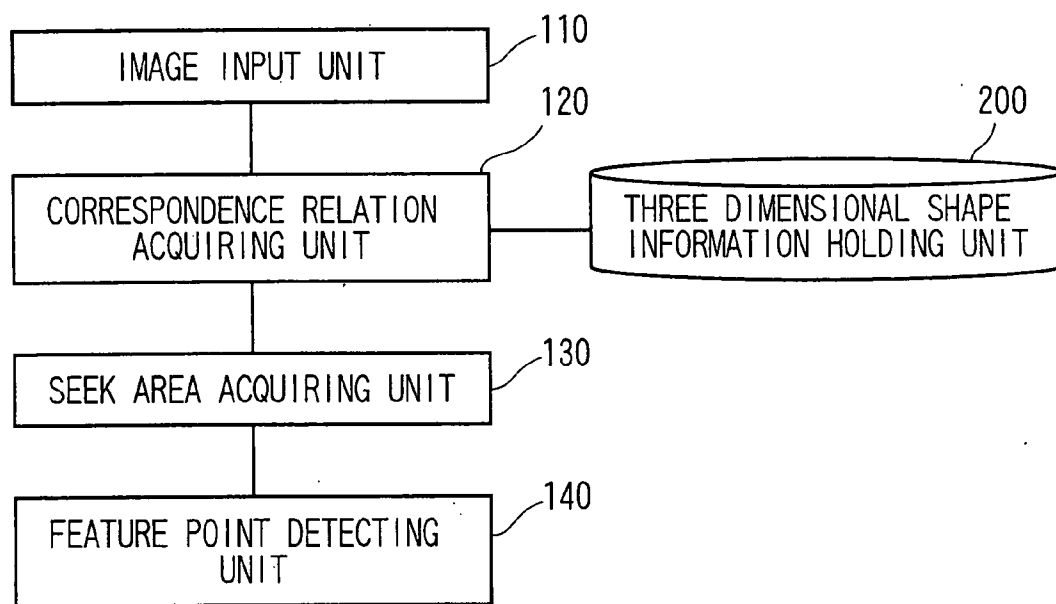 110
IMAGE INPUT UNIT
120
200
CORRESPONDENCE RELATION
ACQUIRING UNIT
THREE DIMENSIONAL SHAPE
INFORMATION HOLDING UNIT
130
SEEK AREA ACQUIRING UNIT
140
FEATURE POINT DETECTING
UNIT